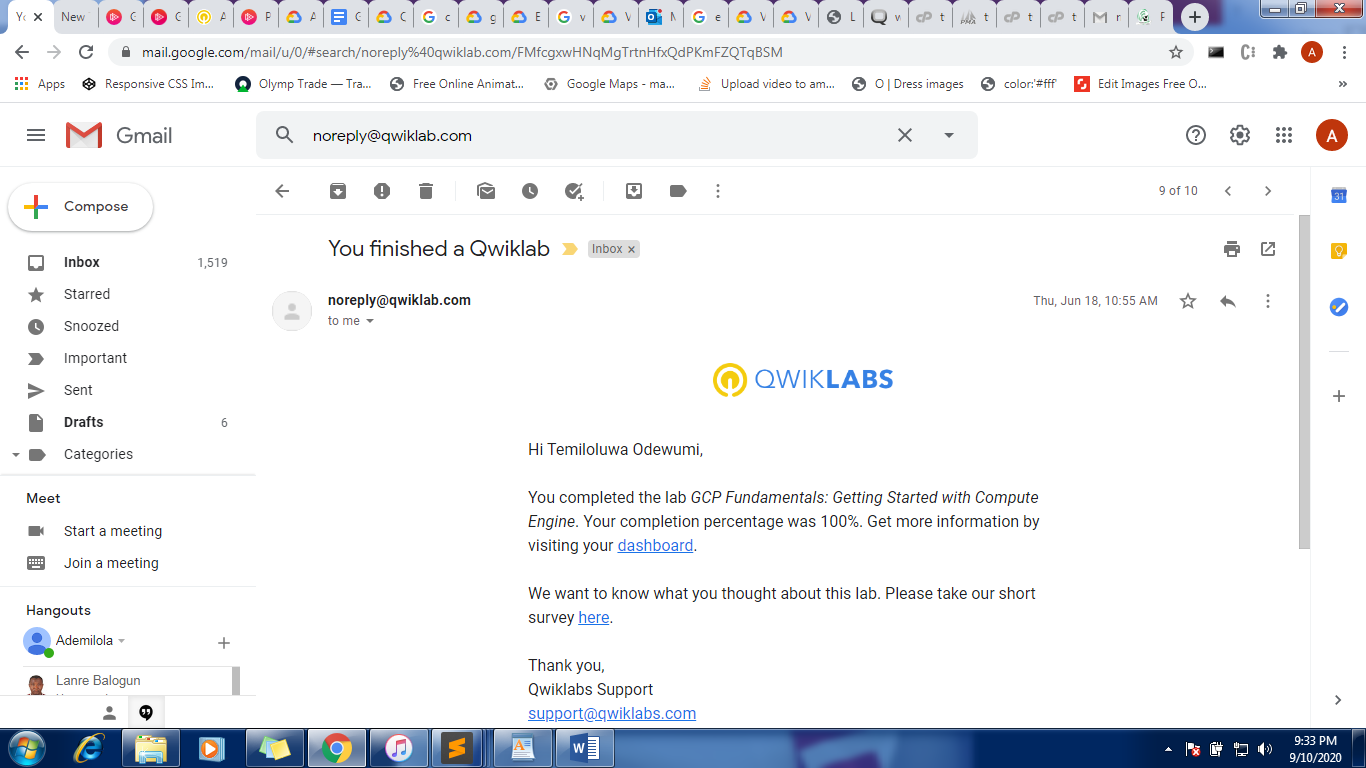 Yo
New
G
G
A
P
A
G
C
c
g
E
v
V
N
e
V
V
L
w
t
t
t
t
n
F
mail.google.com/mail/u/0/#search/noreply%40qwiklab.com/FMfcgxwHNqMgTrtnHfxQdPKmFZQTqBSM
A
Apps
Responsive CSS Im...
Olymp Trade — Tra...
Free Online Animat...
Google Maps - ma...
Upload video to am...
O | Dress images
color:'#fff'
Edit Images Free O...
»
Gmail
noreply@qwiklab.com
A
Compose
9 of 10
31
You finished a Qwiklab
Inbox ×
Inbox 1,519
Starred
Snoozed
Important
Sent
Drafts 6
Categories
noreply@qwiklab.com
Thu, Jun 18, 10:55 AM
to me
QWIKLABS
Hi Temiloluwa Odewumi,
You completed the lab GCP Fundamentals: Getting Started with Compute
Engine. Your completion percentage was 100%. Get more information by
visiting your dashboard.
We want to know what you thought about this lab. Please take our short
survey here.
Thank you,
Qwiklabs Support
support@qwiklabs.com
Meet
Start a meeting
Join a meeting
Hangouts
Ademilola
Lanre Balogun
9:33 PM
9/10/2020